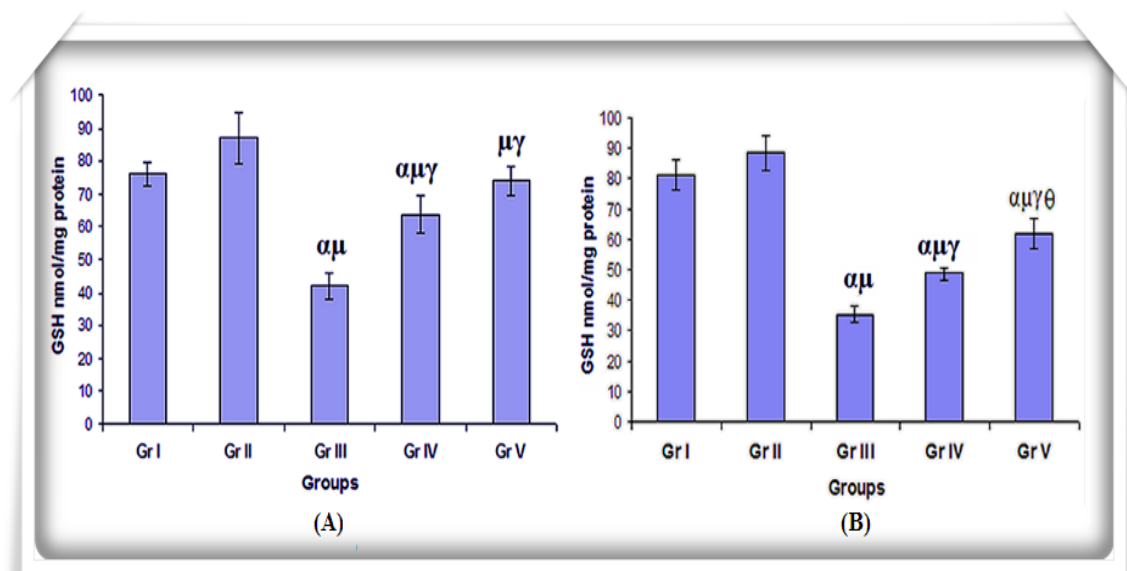 100
90
80
70
60
50
40
30
20
10
0
GSH nmol/mg protein
αμ
αμγ
μγ
Gr I Gr II Gr III Gr IV Gr V
Groups
(A)
100
90
80
70
60
50
40
30
20
10
0
GSH nmol/mg protein
αμ
αμγ
αμγθ
Gr I Gr II Gr III Gr IV Gr V
Groups
(B)